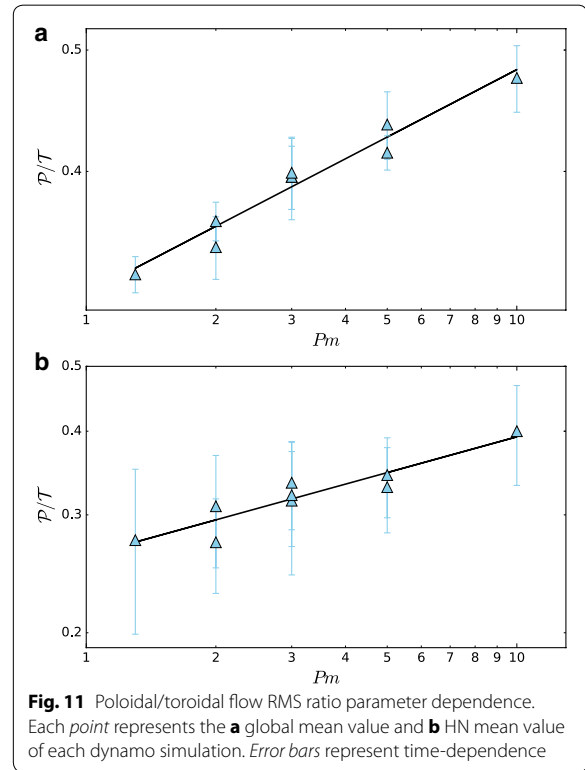 a
0.5
0.4
P/T
1 2 3 4 5 6 7 8 9 10
Pm
b
0.5
0.4
0.3
0.2
P/T
1 2 3 4 5 6 7 8 9 10
Pm
Fig. 11 Poloidal/toroidal flow RMS ratio parameter dependence.
Each point represents the a global mean value and b HN mean value
of each dynamo simulation. Error bars represent time-dependence